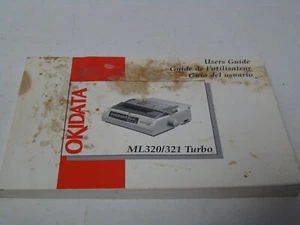 Users Guide
Guide de l'utilisateur
Guía del usuario
OKIDATA
ML320/321 Turbo